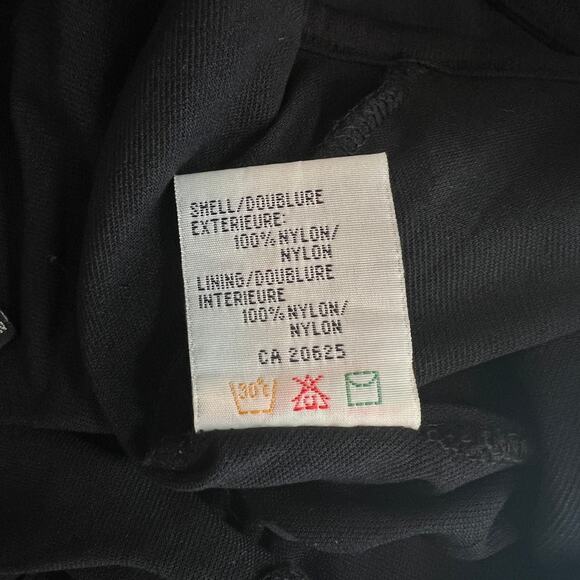 SHELL/DOUBLURE
EXTERIEURE:
100% NYLON/
NYLON
LINING/DOUBLURE
INTERIEURE
100% NYLON/
NYLON
CA 20625
30°C